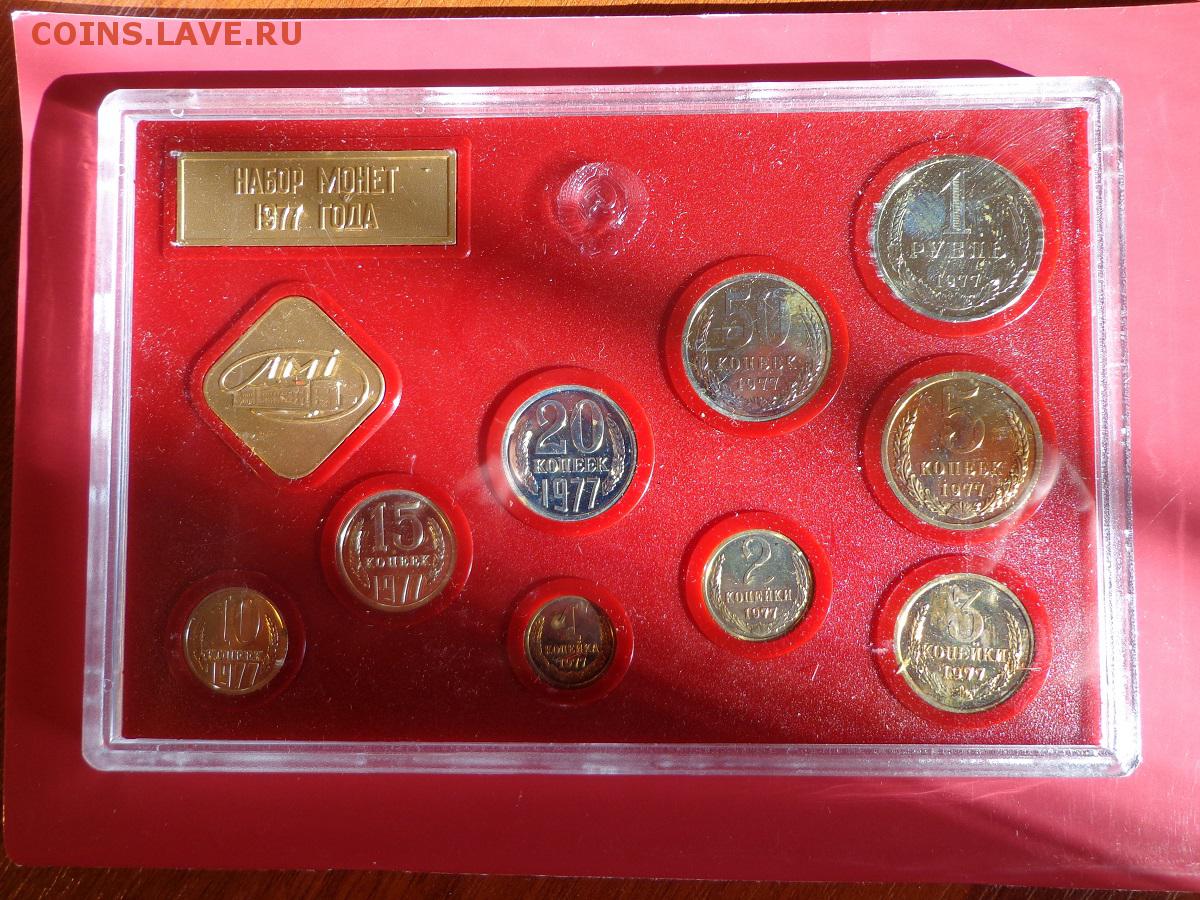 COINS.LAVE.RU
НАБОР МОНЕТ
1977 ГОДА
1
РУБЛЬ
1977
50
КОПЕЕК
1977
ЛМД
20
КОПЕЕК
1977
5
КОПЕЕК
1977
15
КОПЕЕК
1977
2
КОПЕЙКИ
1977
10
КОПЕЕК
1977
1
КОПЕЙКА
1977
3
КОПЕЙКИ
1977